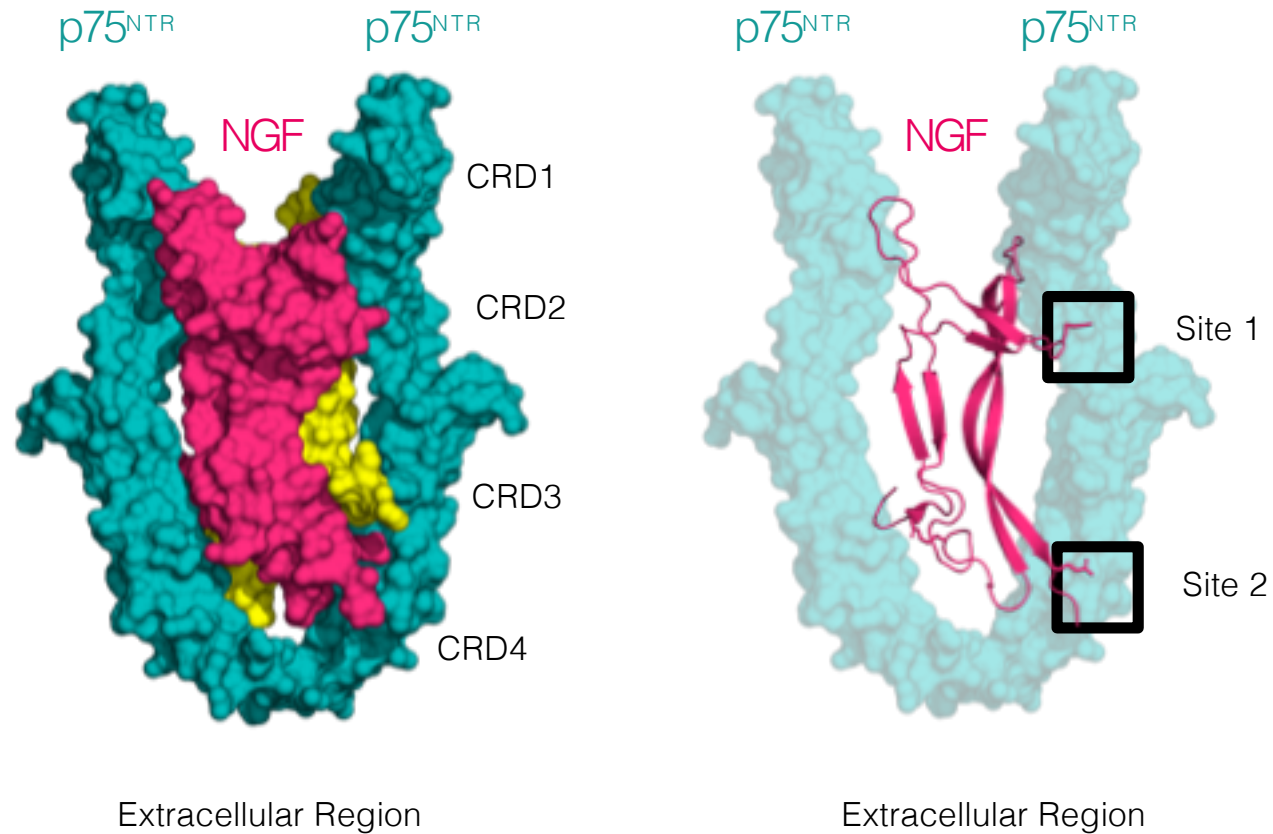 p75NTR p75NTR
NGF
CRD1
CRD2
CRD3
CRD4
Extracellular Region
p75NTR p75NTR
NGF
Site 1
Site 2
Extracellular Region